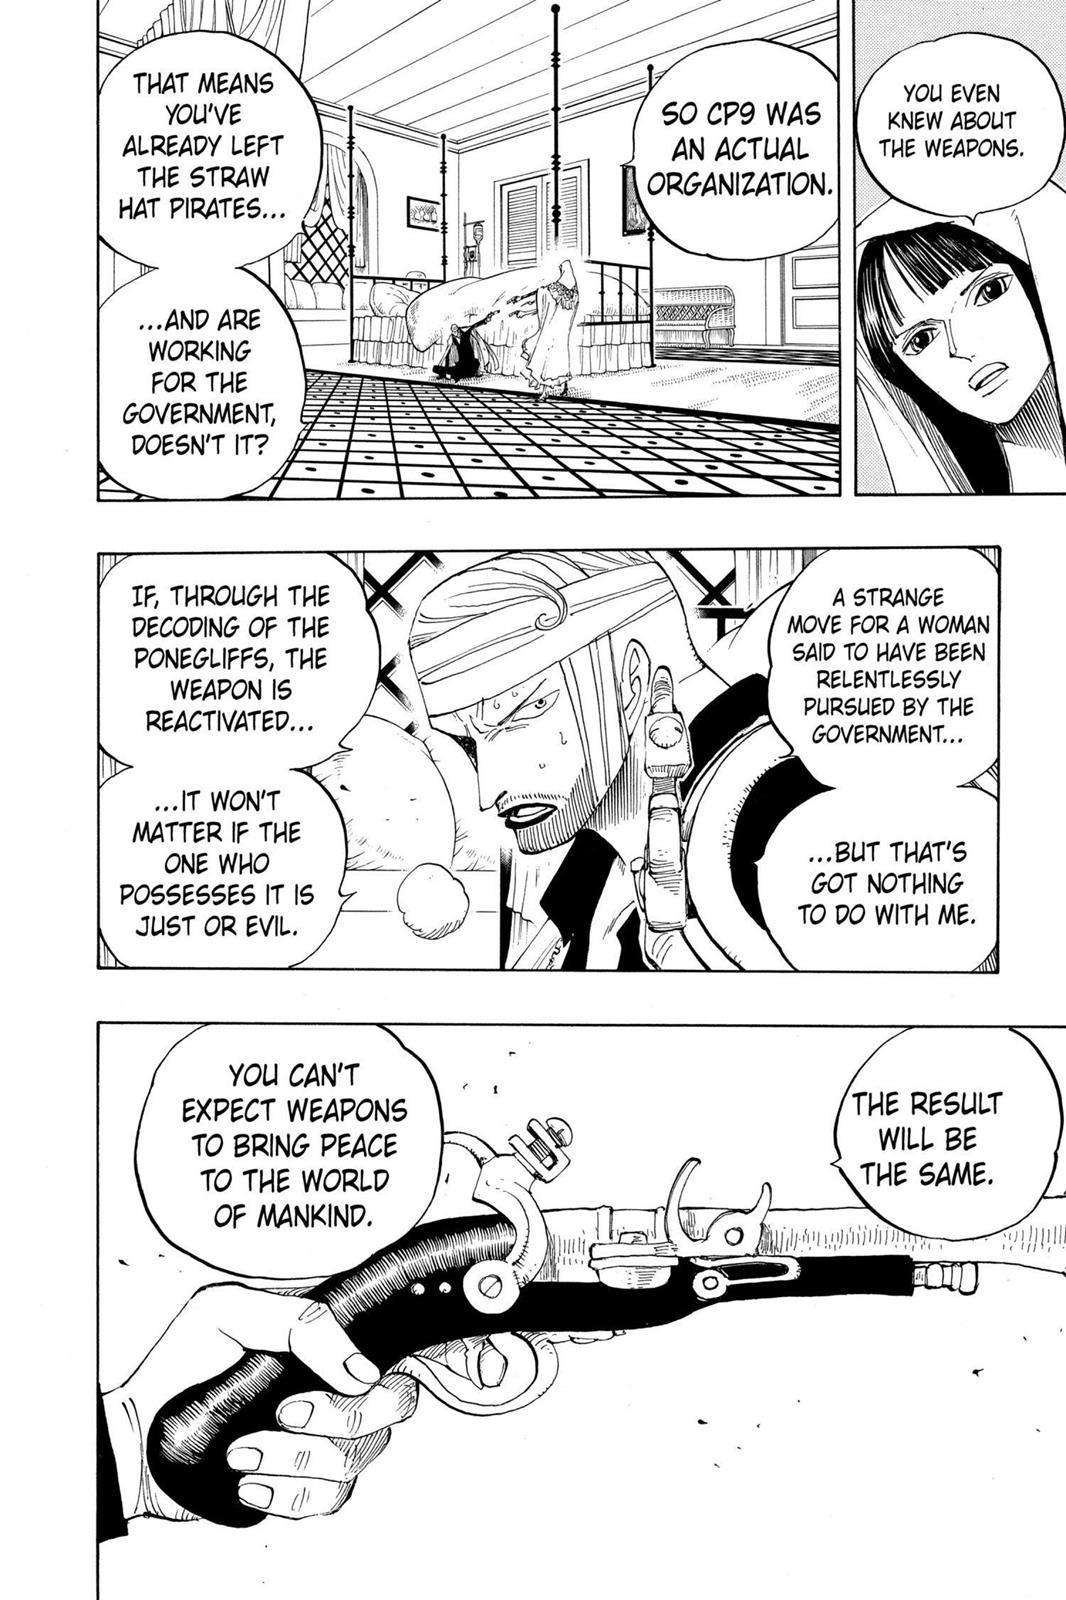 YOU EVEN
KNEW ABOUT
THE WEAPONS.
SO CP9 WAS
AN ACTUAL
ORGANIZATION.
THAT MEANS
YOU'VE
ALREADY LEFT
THE STRAW
HAT PIRATES...
...AND ARE
WORKING
FOR THE
GOVERNMENT,
DOESN'T IT?
A STRANGE
MOVE FOR A WOMAN
SAID TO HAVE BEEN
RELENTLESSLY
PURSUED BY THE
GOVERNMENT...
...BUT THAT'S
GOT NOTHING
TO DO WITH ME.
IF, THROUGH THE
DECODING OF THE
PONEGLIFFS, THE
WEAPON IS
REACTIVATED...
...IT WON'T
MATTER IF THE
ONE WHO
POSSESSES IT IS
JUST OR EVIL.
THE RESULT
WILL BE
THE SAME.
YOU CAN'T
EXPECT WEAPONS
TO BRING PEACE
TO THE WORLD
OF MANKIND.